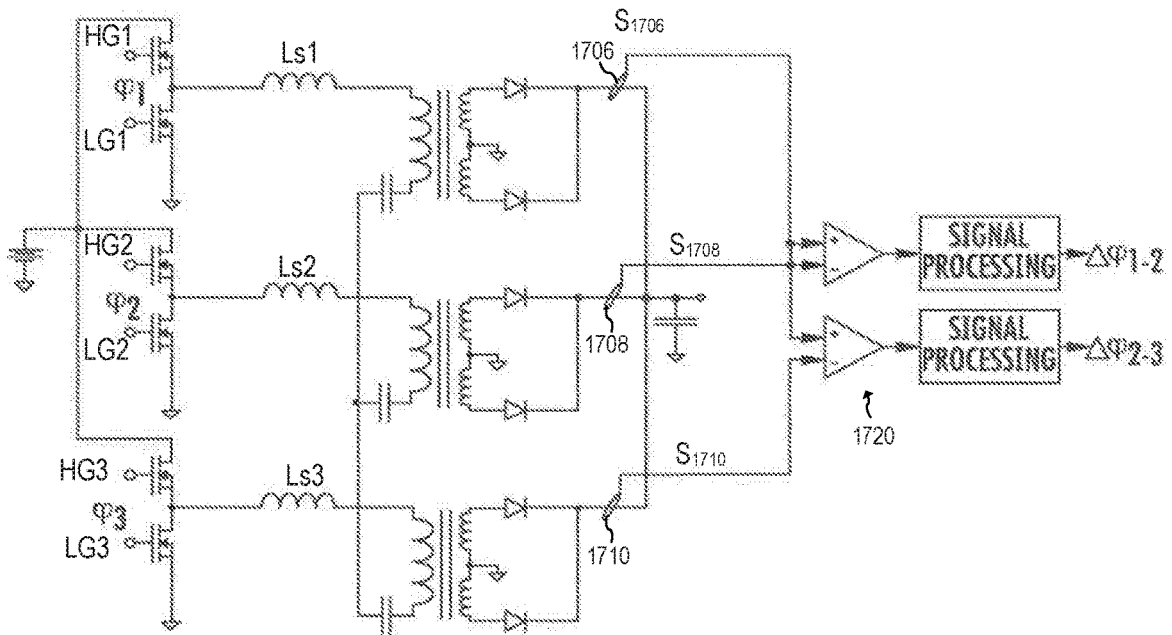 HG1
φ1
LG1
Ls1
S1706
1706
HG2
φ2
LG2
Ls2
S1708
1708
HG3
φ3
LG3
Ls3
S1710
1710
+
-
SIGNAL
PROCESSING
Δφ1-2
+
-
SIGNAL
PROCESSING
Δφ2-3
1720